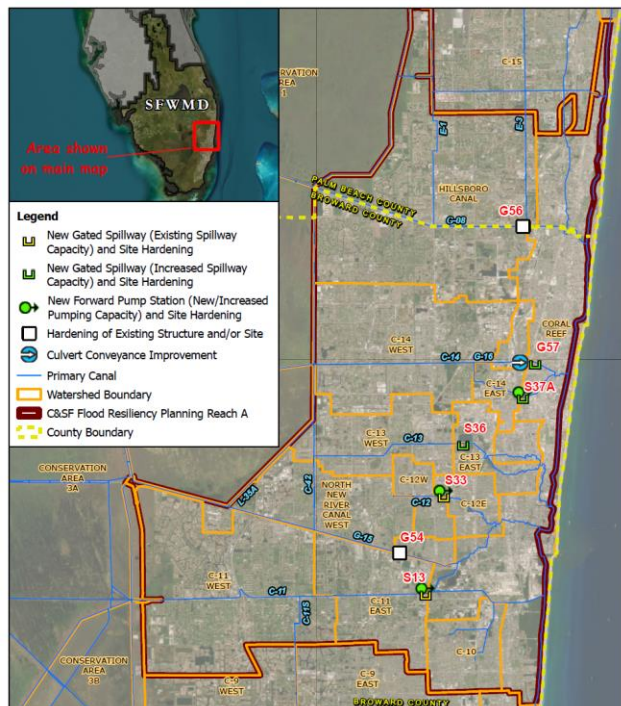 SFWMD
Area shown
on main map
Legend
New Gated Spillway (Existing Spillway
Capacity) and Site Hardening
New Gated Spillway (Increased Spillway
Capacity) and Site Hardening
New Forward Pump Station (New/Increased
Pumping Capacity) and Site Hardening
Hardening of Existing Structure and/or Site
Culvert Conveyance Improvement
Primary Canal
Watershed Boundary
C&SF Flood Resiliency Planning Reach A
County Boundary
CONSERVATION
AREA
1
C-15
E-1
E-3
PALM BEACH COUNTY
BROWARD COUNTY
HILLSBORO
CANAL
G56
G-08
CORAL
REEF
C-14
WEST
C-14
G-16
G57
C-14
EAST
S37A
C-13
WEST
C-13
S36
C-13
EAST
CONSERVATION
AREA
3A
L-35A
C-42
NORTH
NEW
RIVER
CANAL
WEST
C-12W
S33
C-12
C-12E
G-15
G54
C-11
WEST
C-11
S13
C-11
EAST
C-11S
C-10
CONSERVATION
AREA
3B
C-9
WEST
C-9
EAST
BROWARD COUNTY